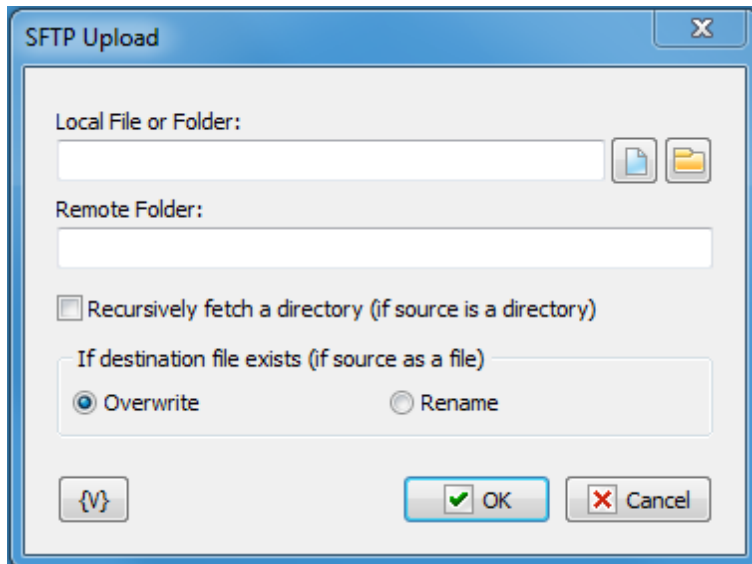 SFTP Upload
Local File or Folder:
Remote Folder:
Recursively fetch a directory (if source is a directory)
If destination file exists (if source as a file)
Overwrite Rename
{V} OK Cancel